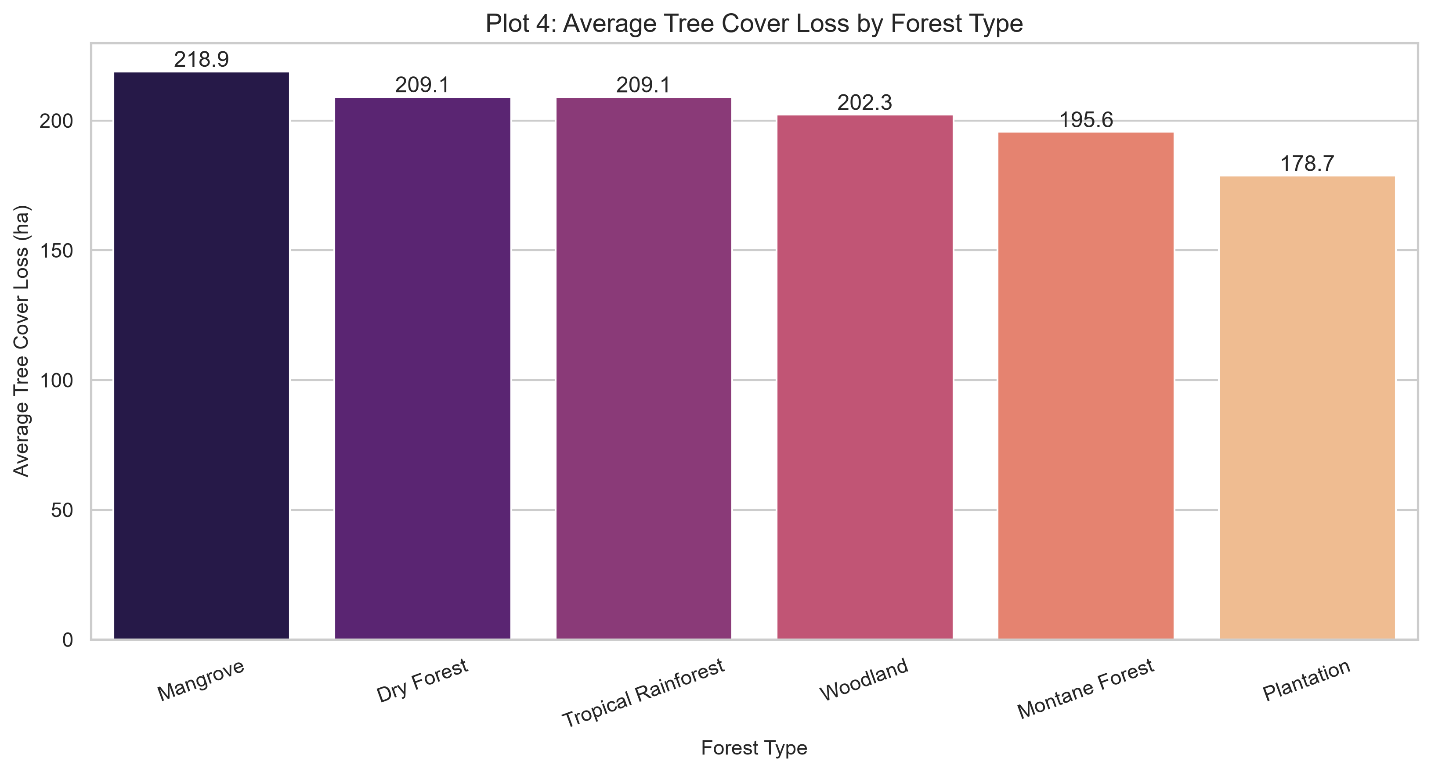 Plot 4: Average Tree Cover Loss by Forest Type
218.9
209.1
209.1
202.3
195.6
178.7
Average Tree Cover Loss (ha)
200
150
100
50
0
Mangrove
Dry Forest
Tropical Rainforest
Woodland
Montane Forest
Plantation
Forest Type